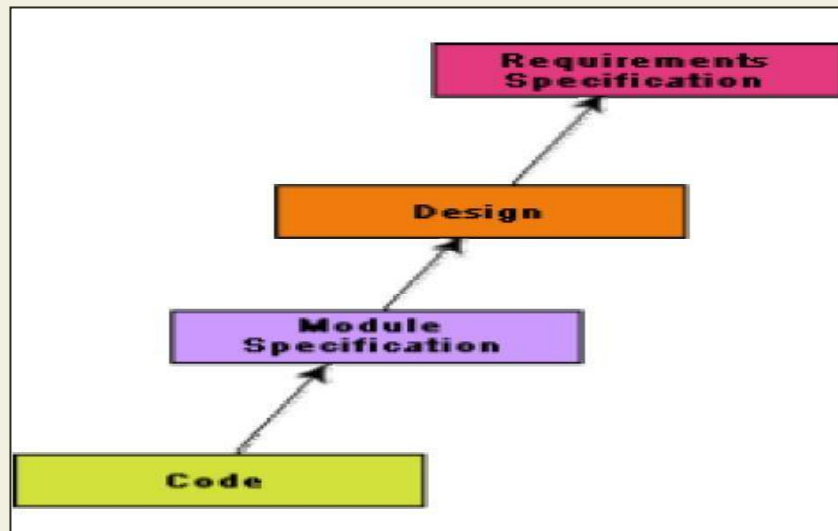 Requirements
Specification
Design
Module
Specification
Code